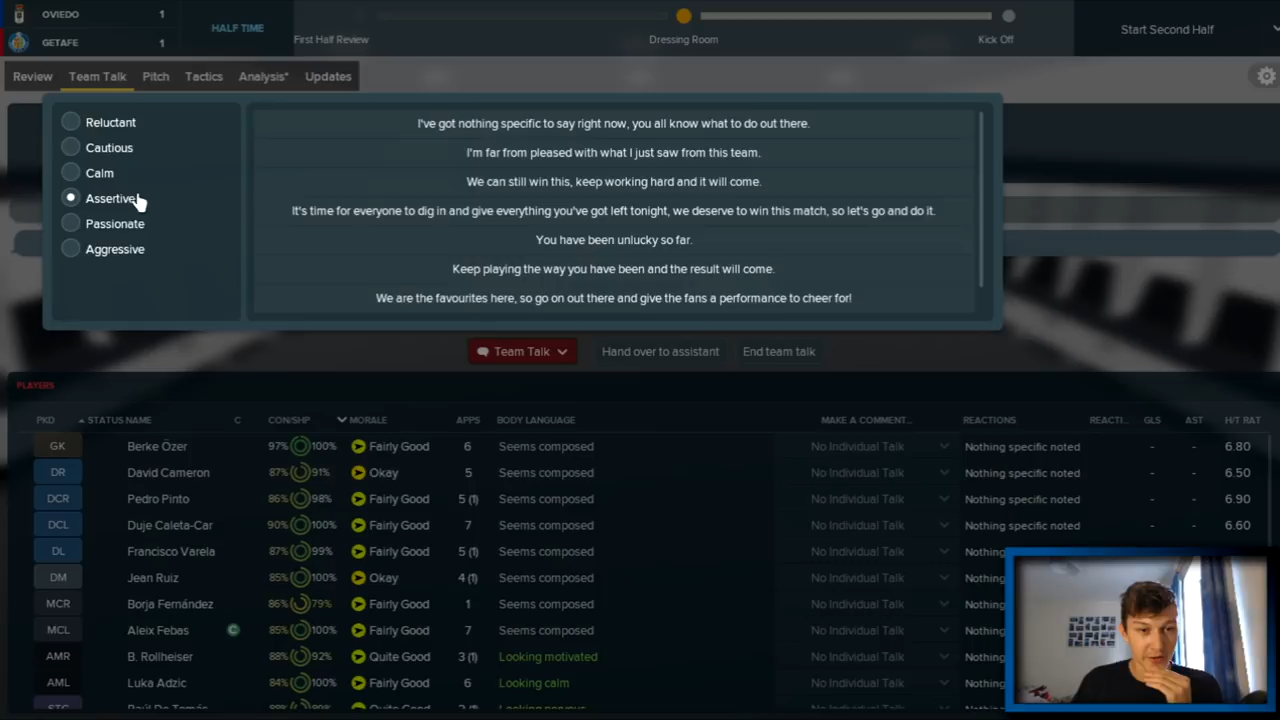 OVIEDO 1
GETAFE 1
HALF TIME
First Half Review
Dressing Room
Kick Off
Start Second Half
Review Team Talk Pitch Tactics Analysis* Updates
Reluctant
Cautious
Calm
Assertive
Passionate
Aggressive
I've got nothing specific to say right now, you all know what to do out there.
I'm far from pleased with what I just saw from this team.
We can still win this, keep working hard and it will come.
It's time for everyone to dig in and give everything you've got left tonight, we deserve to win this match, so let's go and do it.
You have been unlucky so far.
Keep playing the way you have been and the result will come.
We are the favourites here, so go on out there and give the fans a performance to cheer for!
Team Talk Hand over to assistant End team talk
PLAYERS
PKD STATUS NAME C CON/SHP MORALE APPS BODY LANGUAGE MAKE A COMMENT... REACTIONS REACTI... GLS AST H/T RAT
GK Berke Özer 97% 100% Fairly Good 6 Seems composed No Individual Talk Nothing specific noted - - 6.80
DR David Cameron 87% 91% Okay 5 Seems composed No Individual Talk Nothing specific noted - - 6.50
DCR Pedro Pinto 86% 98% Fairly Good 5 (1) Seems composed No Individual Talk Nothing specific noted - - 6.90
DCL Duje Caleta-Car 90% 100% Fairly Good 7 Seems composed No Individual Talk Nothing specific noted - - 6.60
DL Francisco Varela 87% 99% Fairly Good 5 (1) Seems composed No Individual Talk Nothing
DM Jean Ruiz 85% 100% Okay 4 (1) Seems composed No Individual Talk Nothing
MCR Borja Fernández 86% 79% Fairly Good 1 Seems composed No Individual Talk Nothing
MCL Aleix Febas C 85% 100% Fairly Good 7 Seems composed No Individual Talk Nothing
AMR B. Rollheiser 88% 92% Quite Good 3 (1) Looking motivated No Individual Talk Nothing
AML Luka Adzic 84% 100% Fairly Good 6 Looking calm No Individual Talk Nothing